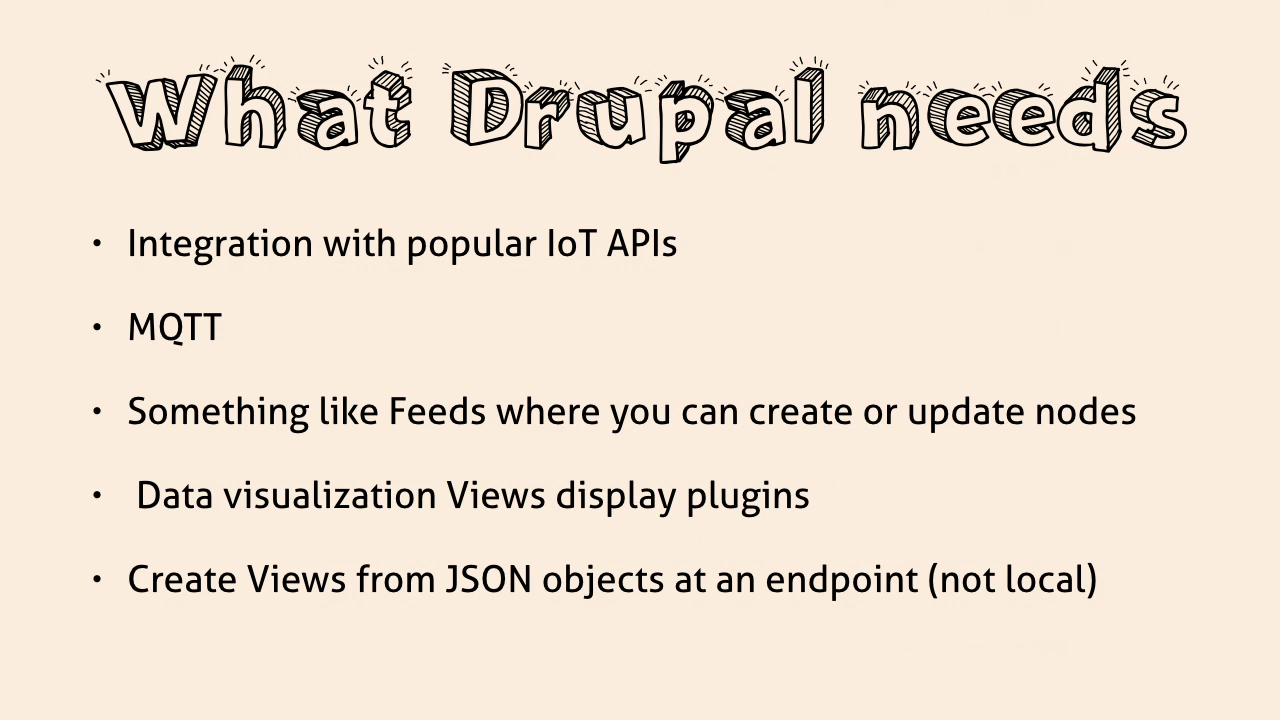 What Drupal needs
• Integration with popular IoT APIs
• MQTT
• Something like Feeds where you can create or update nodes
• Data visualization Views display plugins
• Create Views from JSON objects at an endpoint (not local)